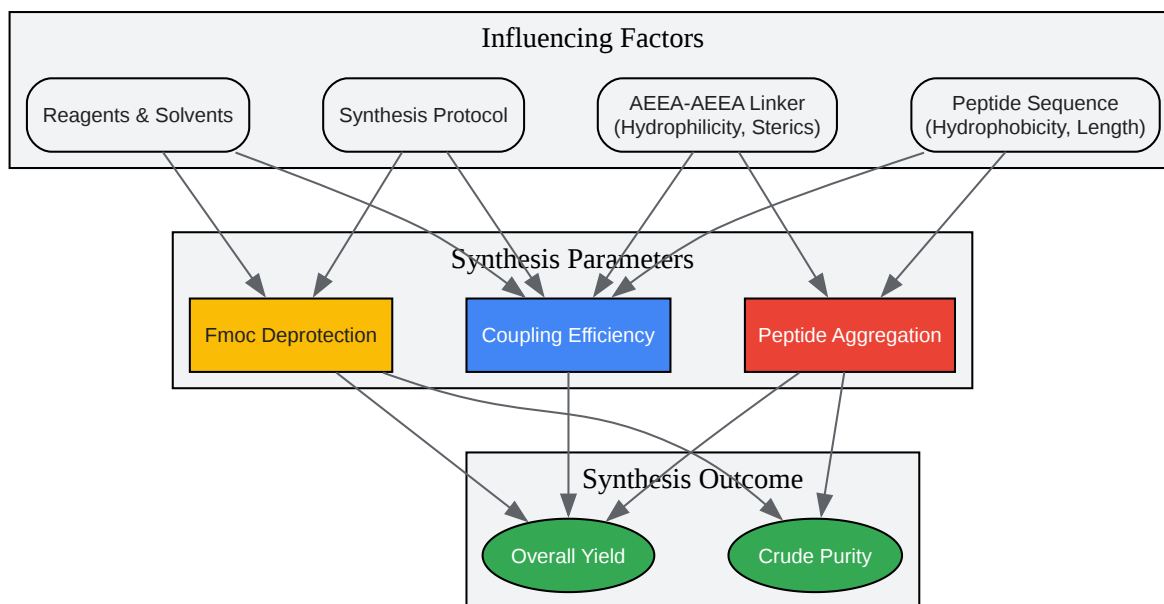 Influencing Factors
Reagents & Solvents
Synthesis Protocol
AEEA-AEEA Linker
(Hydrophilicity, Sterics)
Peptide Sequence
(Hydrophobicity, Length)
Synthesis Parameters
Fmoc Deprotection
Coupling Efficiency
Peptide Aggregation
Synthesis Outcome
Overall Yield
Crude Purity